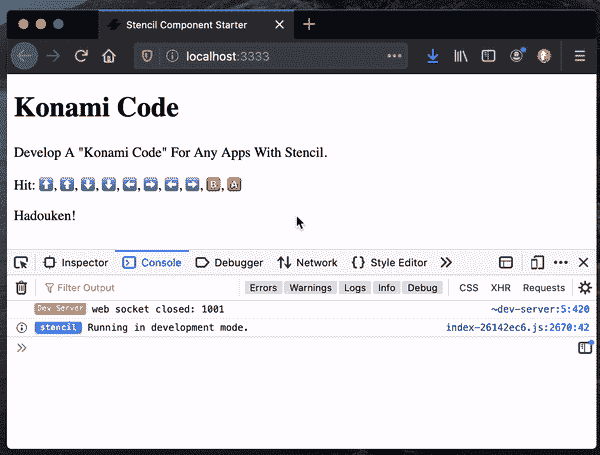 Stencil Component Starter
localhost:3333
Konami Code
Develop A "Konami Code" For Any Apps With Stencil.
Hit: ⬆️, ⬆️, ⬇️, ⬇️, ⬅️, ➡️, ⬅️, ➡️, B, A
Hadouken!
Inspector Console Debugger Network Style Editor
Filter Output Errors Warnings Logs Info Debug CSS XHR Requests
Dev Server web socket closed: 1001 ~dev-server:5:420
stencil Running in development mode. index-26142ec6.js:2670:42